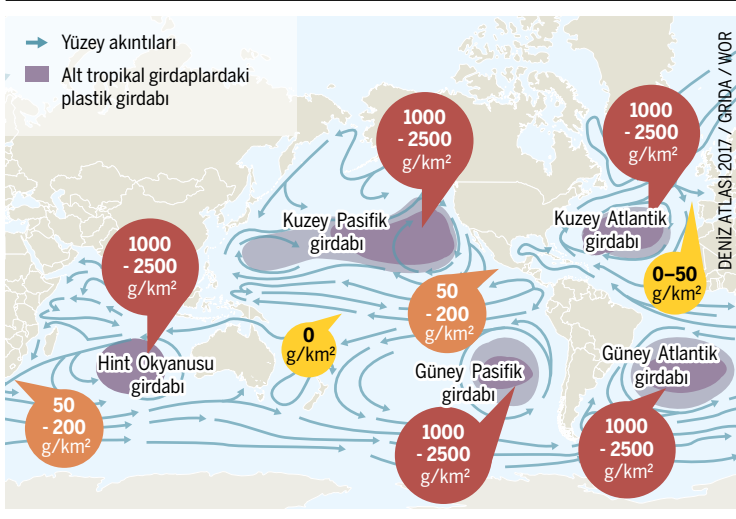 Yüzey akıntıları
Alt tropikal girdaplardaki
plastik girdabı
1000
- 2500
g/km²
1000
- 2500
g/km²
DENİZ ATLASI 2017 / GRIDA / WOR
Kuzey Pasifik
girdabı
Kuzey Atlantik
girdabı
1000
- 2500
g/km²
0–50
g/km²
50
- 200
g/km²
0
g/km²
Hint Okyanusu
girdabı
Güney Pasifik
girdabı
Güney Atlantik
girdabı
50
- 200
g/km²
1000
- 2500
g/km²
1000
- 2500
g/km²